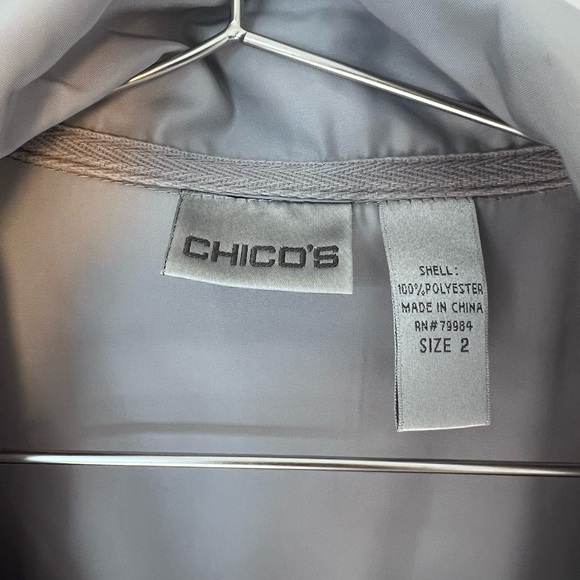 CHICO'S
SHELL:
100%POLYESTER
MADE IN CHINA
RN#79984
SIZE 2